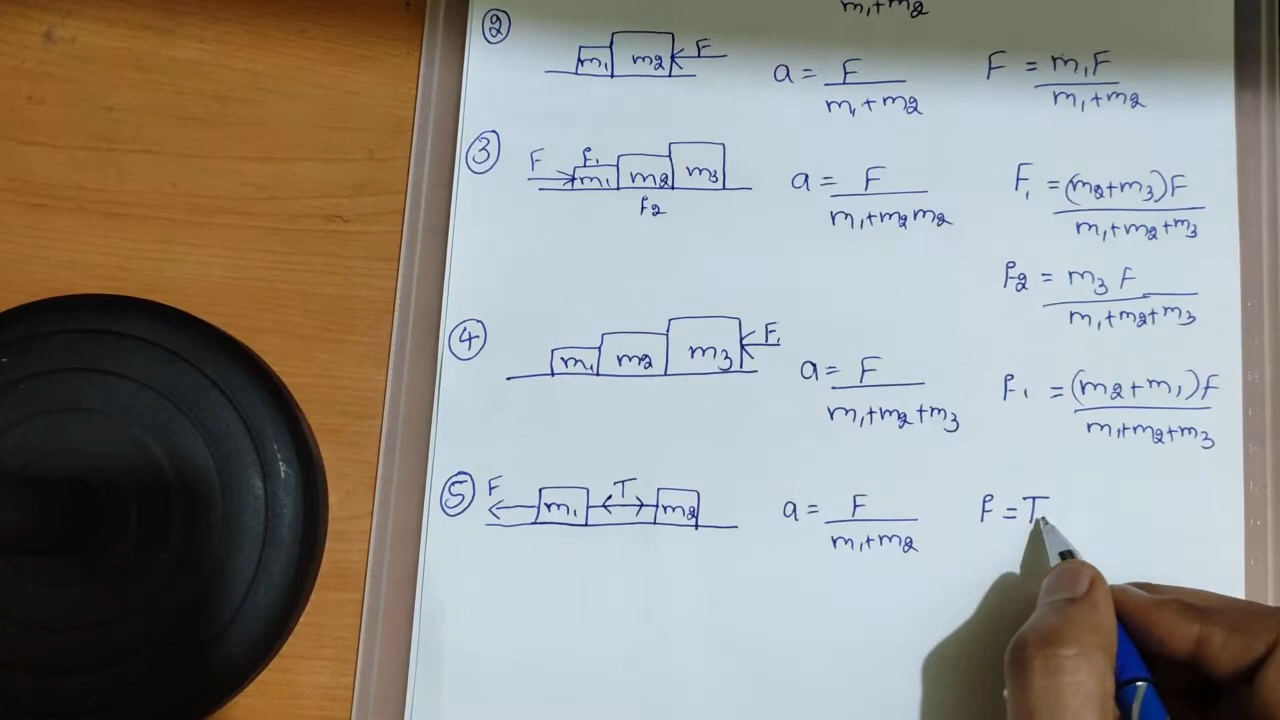 m₁+m₂
②
m₁ m₂ F
a = F / m₁+m₂
F = m₁F / m₁+m₂
③
F f₁ m₁ m₂ m₃
f₂
a = F / m₁+m₂ m₂
F₁ = (m₂+m₃)F / m₁+m₂+m₃
f₂ = m₃ F / m₁+m₂+m₃
④
m₁ m₂ m₃ F₁
a = F / m₁+m₂+m₃
f₁ = (m₂+m₁)f / m₁+m₂+m₃
⑤
F m₁ T m₂
a = F / m₁+m₂
f = T